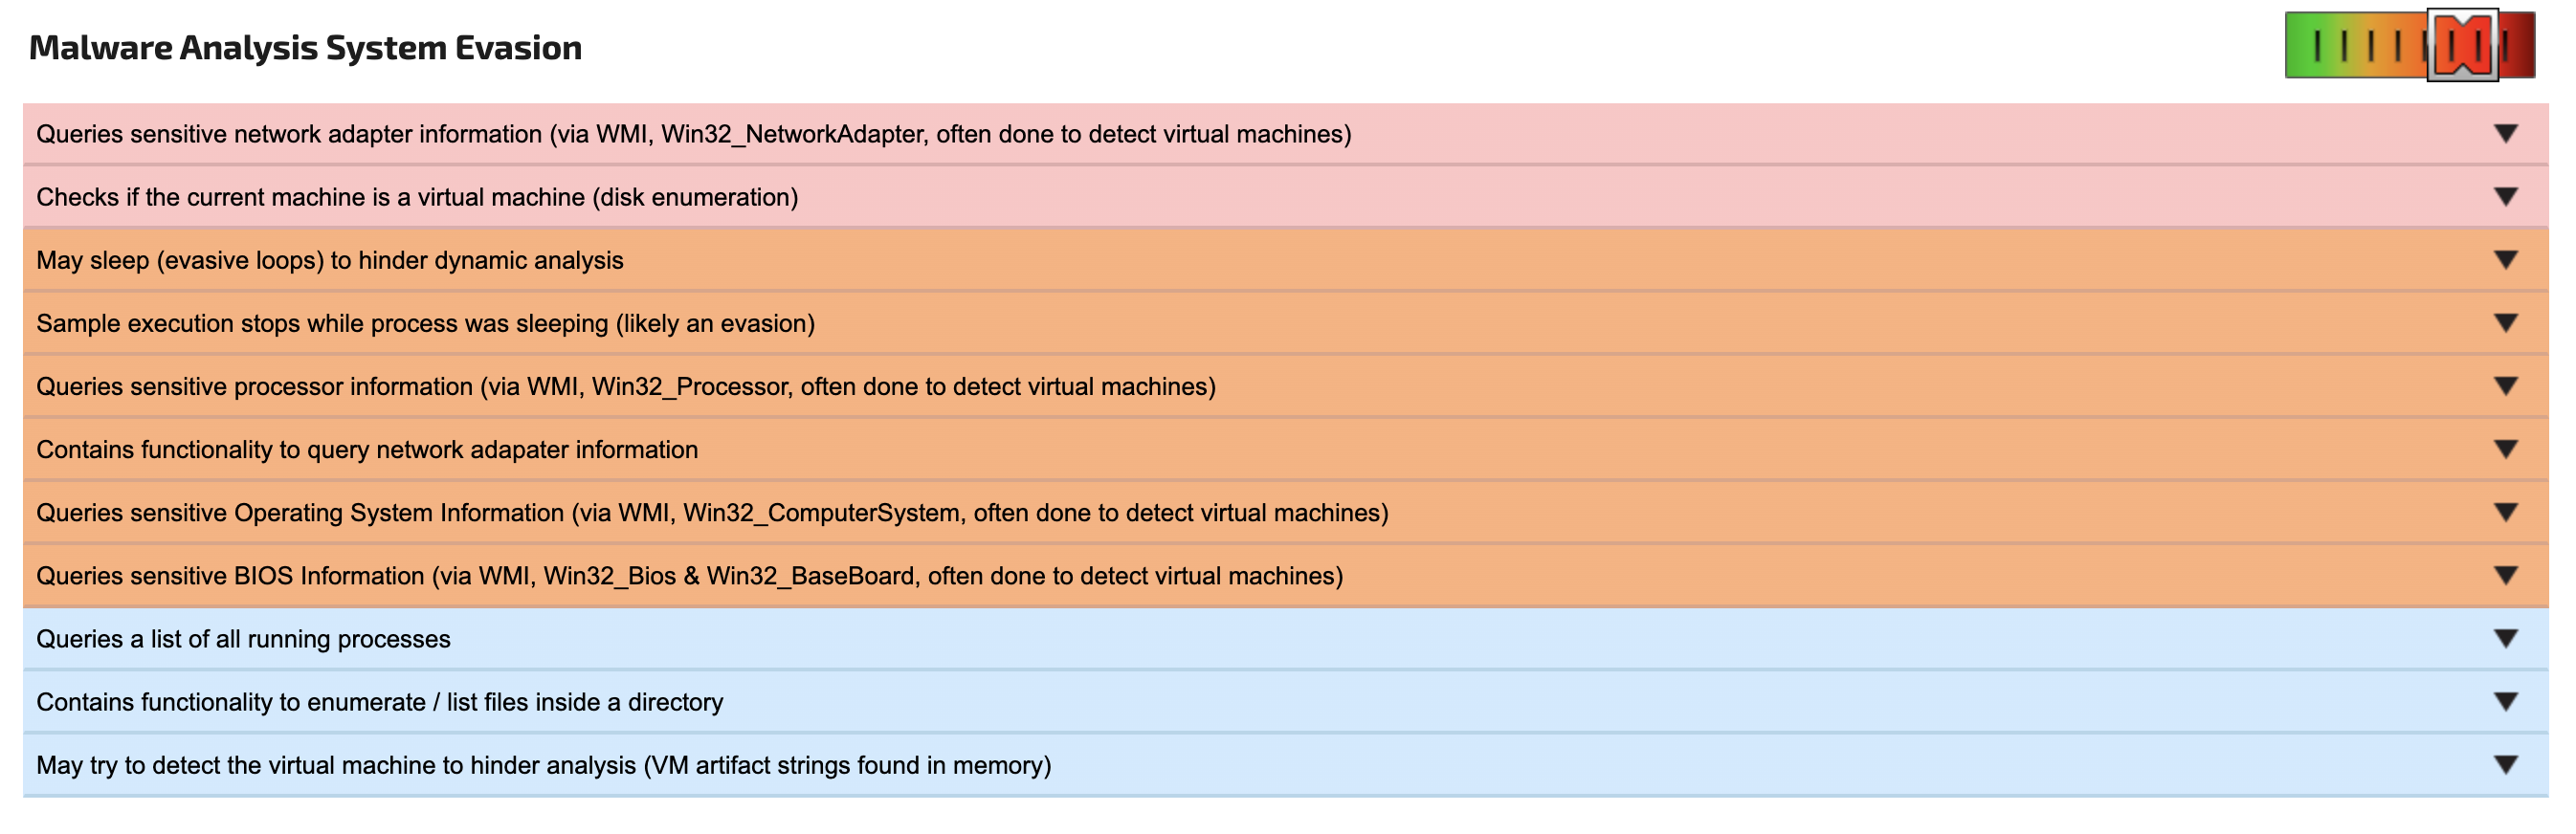 Malware Analysis System Evasion
Queries sensitive network adapter information (via WMI, Win32_NetworkAdapter, often done to detect virtual machines)
Checks if the current machine is a virtual machine (disk enumeration)
May sleep (evasive loops) to hinder dynamic analysis
Sample execution stops while process was sleeping (likely an evasion)
Queries sensitive processor information (via WMI, Win32_Processor, often done to detect virtual machines)
Contains functionality to query network adapater information
Queries sensitive Operating System Information (via WMI, Win32_ComputerSystem, often done to detect virtual machines)
Queries sensitive BIOS Information (via WMI, Win32_Bios & Win32_BaseBoard, often done to detect virtual machines)
Queries a list of all running processes
Contains functionality to enumerate / list files inside a directory
May try to detect the virtual machine to hinder analysis (VM artifact strings found in memory)